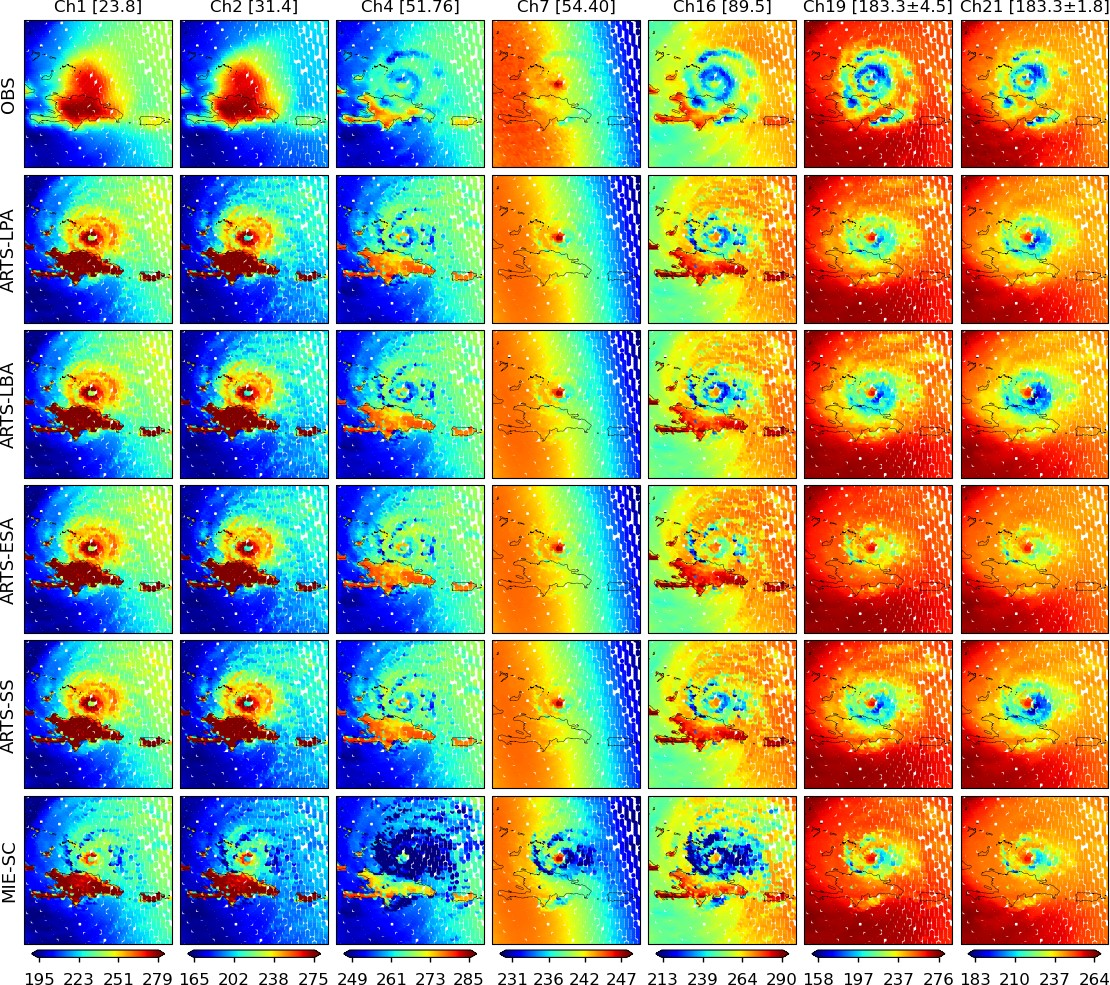 Ch1 [23.8] Ch2 [31.4] Ch4 [51.76] Ch7 [54.40] Ch16 [89.5] Ch19 [183.3±4.5] Ch21 [183.3±1.8]
OBS
ARTS-LPA
ARTS-LBA
ARTS-ESA
ARTS-SS
MIE-SC
195 223 251 279 165 202 238 275 249 261 273 285 231 236 242 247 213 239 264 290 158 197 237 276 183 210 237 264